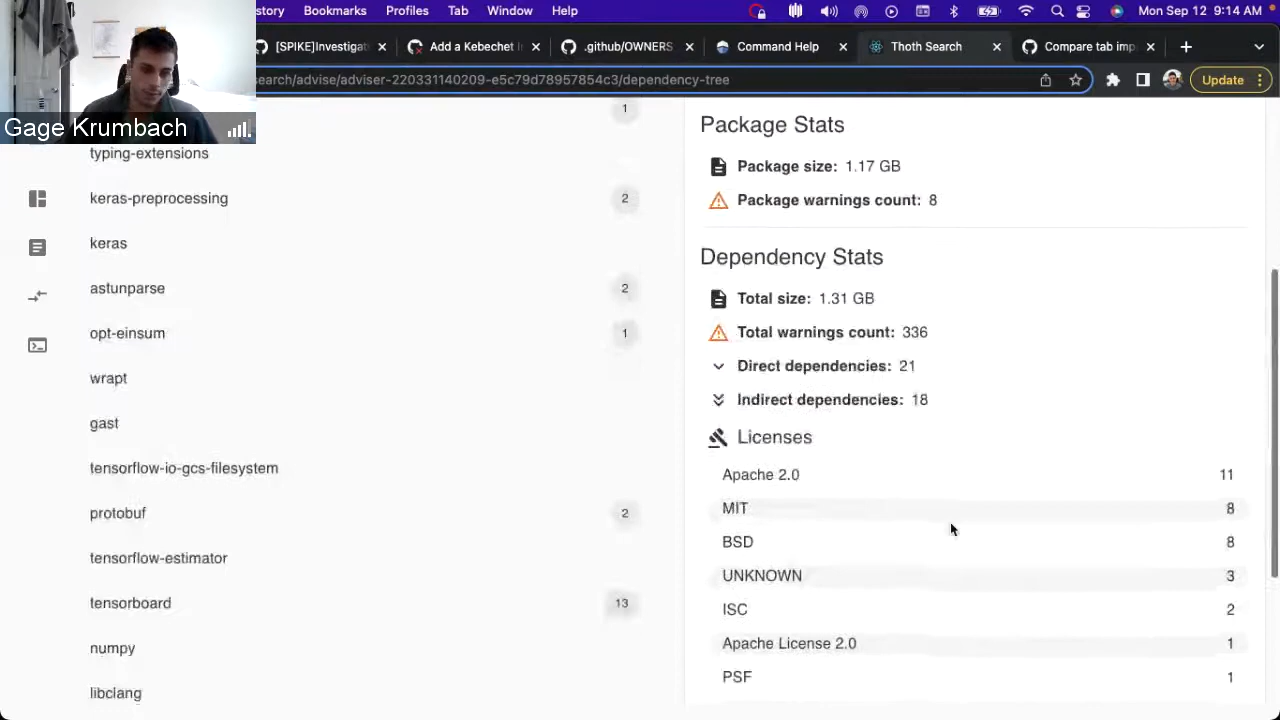 story Bookmarks Profiles Tab Window Help Mon Sep 12 9:14 AM
[SPIKE]Investigat Add a Kebechet I .github/OWNERS Command Help Thoth Search Compare tab imp
search/advise/adviser-220331140209-e5c79d78957854c3/dependency-tree Update
Gage Krumbach
1
typing-extensions
keras-preprocessing 2
keras
astunparse 2
opt-einsum 1
wrapt
gast
tensorflow-io-gcs-filesystem
protobuf 2
tensorflow-estimator
tensorboard 13
numpy
libclang
Package Stats
Package size: 1.17 GB
Package warnings count: 8
Dependency Stats
Total size: 1.31 GB
Total warnings count: 336
Direct dependencies: 21
Indirect dependencies: 18
Licenses
Apache 2.0 11
MIT 8
BSD 8
UNKNOWN 3
ISC 2
Apache License 2.0 1
PSF 1